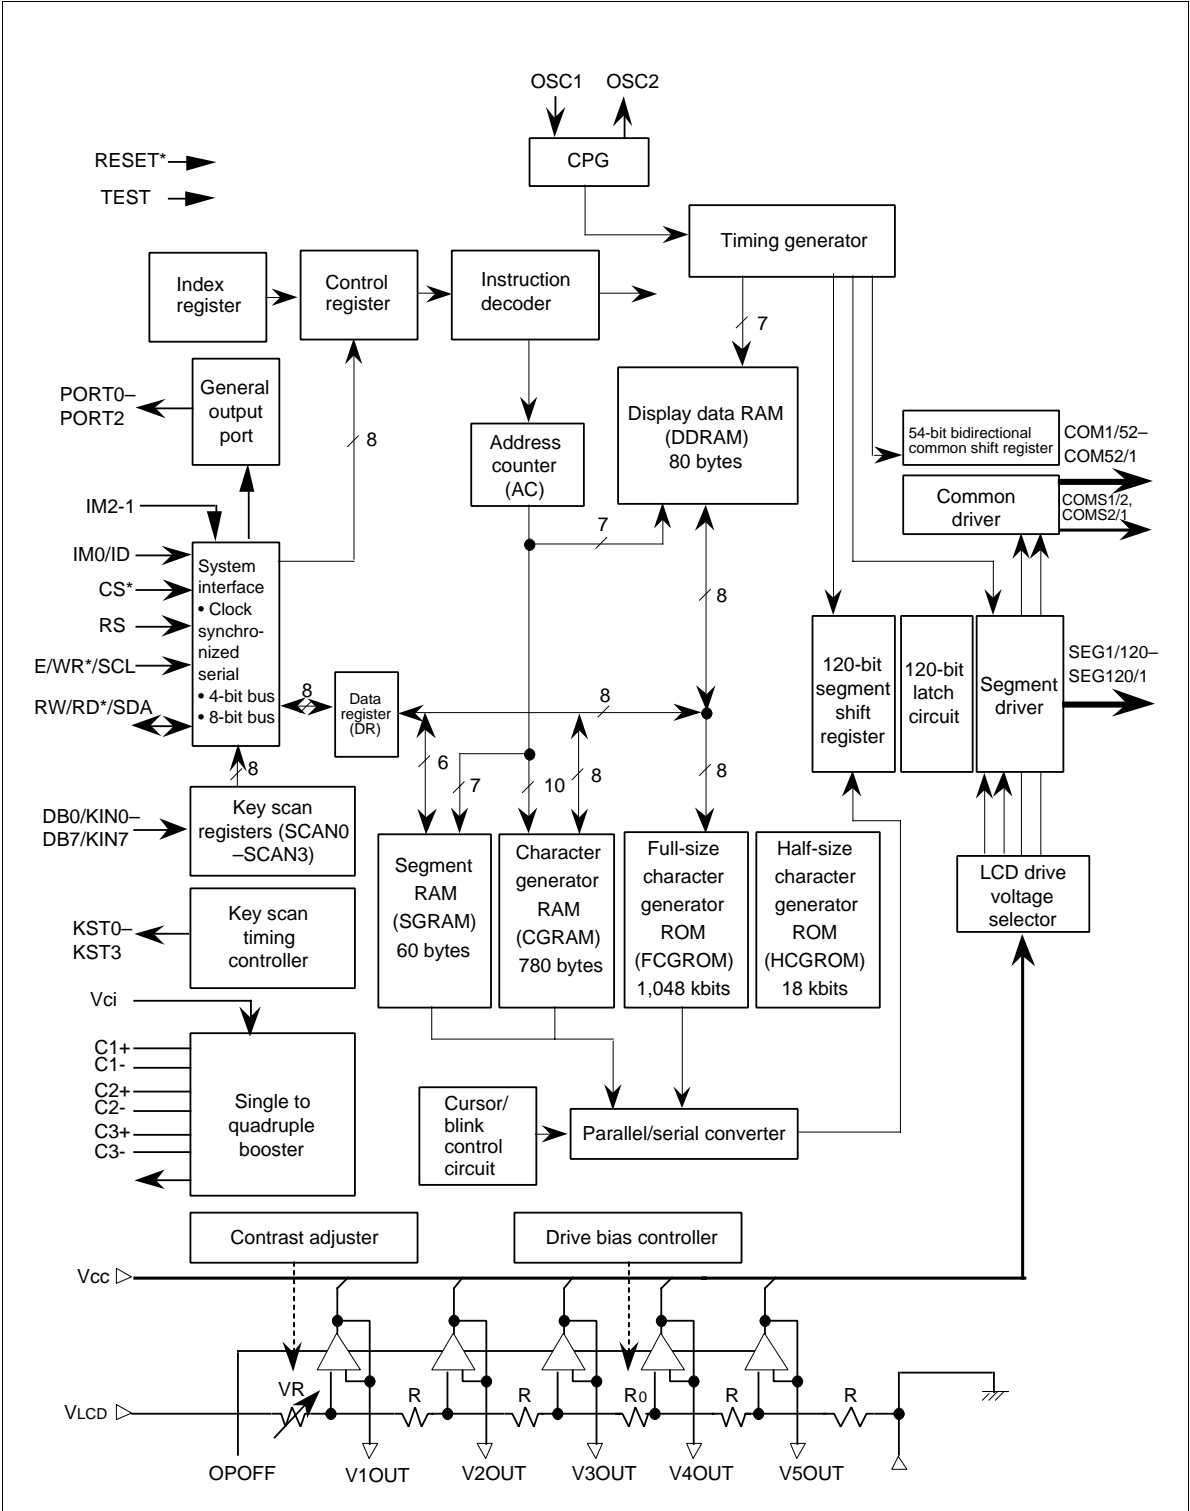 OSC1 OSC2
CPG
RESET*
TEST
Timing generator
Index
register
Control
register
Instruction
decoder
7
General
output
port
PORT0–
PORT2
8
Address
counter
(AC)
Display data RAM
(DDRAM)
80 bytes
54-bit bidirectional
common shift register
COM1/52–
COM52/1
Common
driver
COMS1/2,
COMS2/1
IM2-1
IM0/ID
CS*
RS
E/WR*/SCL
RW/RD*/SDA
System
interface
• Clock
synchro-
nized
serial
• 4-bit bus
• 8-bit bus
7
8
8
Data
register
(DR)
8
120-bit
segment
shift
register
120-bit
latch
circuit
Segment
driver
SEG1/120–
SEG120/1
8
6
7
10
8
8
DB0/KIN0–
DB7/KIN7
Key scan
registers (SCAN0
–SCAN3)
Segment
RAM
(SGRAM)
60 bytes
Character
generator
RAM
(CGRAM)
780 bytes
Full-size
character
generator
ROM
(FCGROM)
1,048 kbits
Half-size
character
generator
ROM
(HCGROM)
18 kbits
LCD drive
voltage
selector
KST0–
KST3
Key scan
timing
controller
Vci
C1+
C1-
C2+
C2-
C3+
C3-
Single to
quadruple
booster
Cursor/
blink
control
circuit
Parallel/serial converter
Contrast adjuster
Drive bias controller
Vcc
VR
R
R
R0
R
R
VLCD
OPOFF
V1OUT
V2OUT
V3OUT
V4OUT
V5OUT